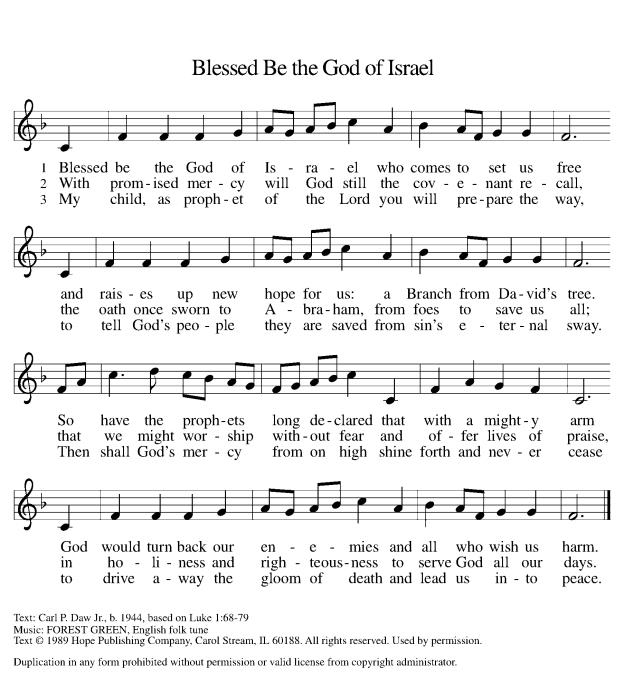 Blessed Be the God of Israel
1 Blessed be the God of Is - ra - el who comes to set us free
2 With prom - ised mer - cy will God still the cov - e - nant re - call,
3 My child, as proph - et of the Lord you will pre - pare the way,
and rais - es up new hope for us: a Branch from Da - vid's tree.
the oath once sworn to A - bra - ham, from foes to save us all;
to tell God's peo - ple they are saved from sin's e - ter - nal sway.
So have the proph - ets long de - clared that with a might - y arm
that we might wor - ship with - out fear and of - fer lives of praise,
Then shall God's mer - cy from on high shine forth and nev - er cease
God would turn back our en - e - mies and all who wish us harm.
in ho - li - ness and righ - teous - ness to serve God all our days.
to drive a - way the gloom of death and lead us in - to peace.
Text: Carl P. Daw Jr., b. 1944, based on Luke 1:68-79
Music: FOREST GREEN, English folk tune
Text © 1989 Hope Publishing Company, Carol Stream, IL 60188. All rights reserved. Used by permission.
Duplication in any form prohibited without permission or valid license from copyright administrator.